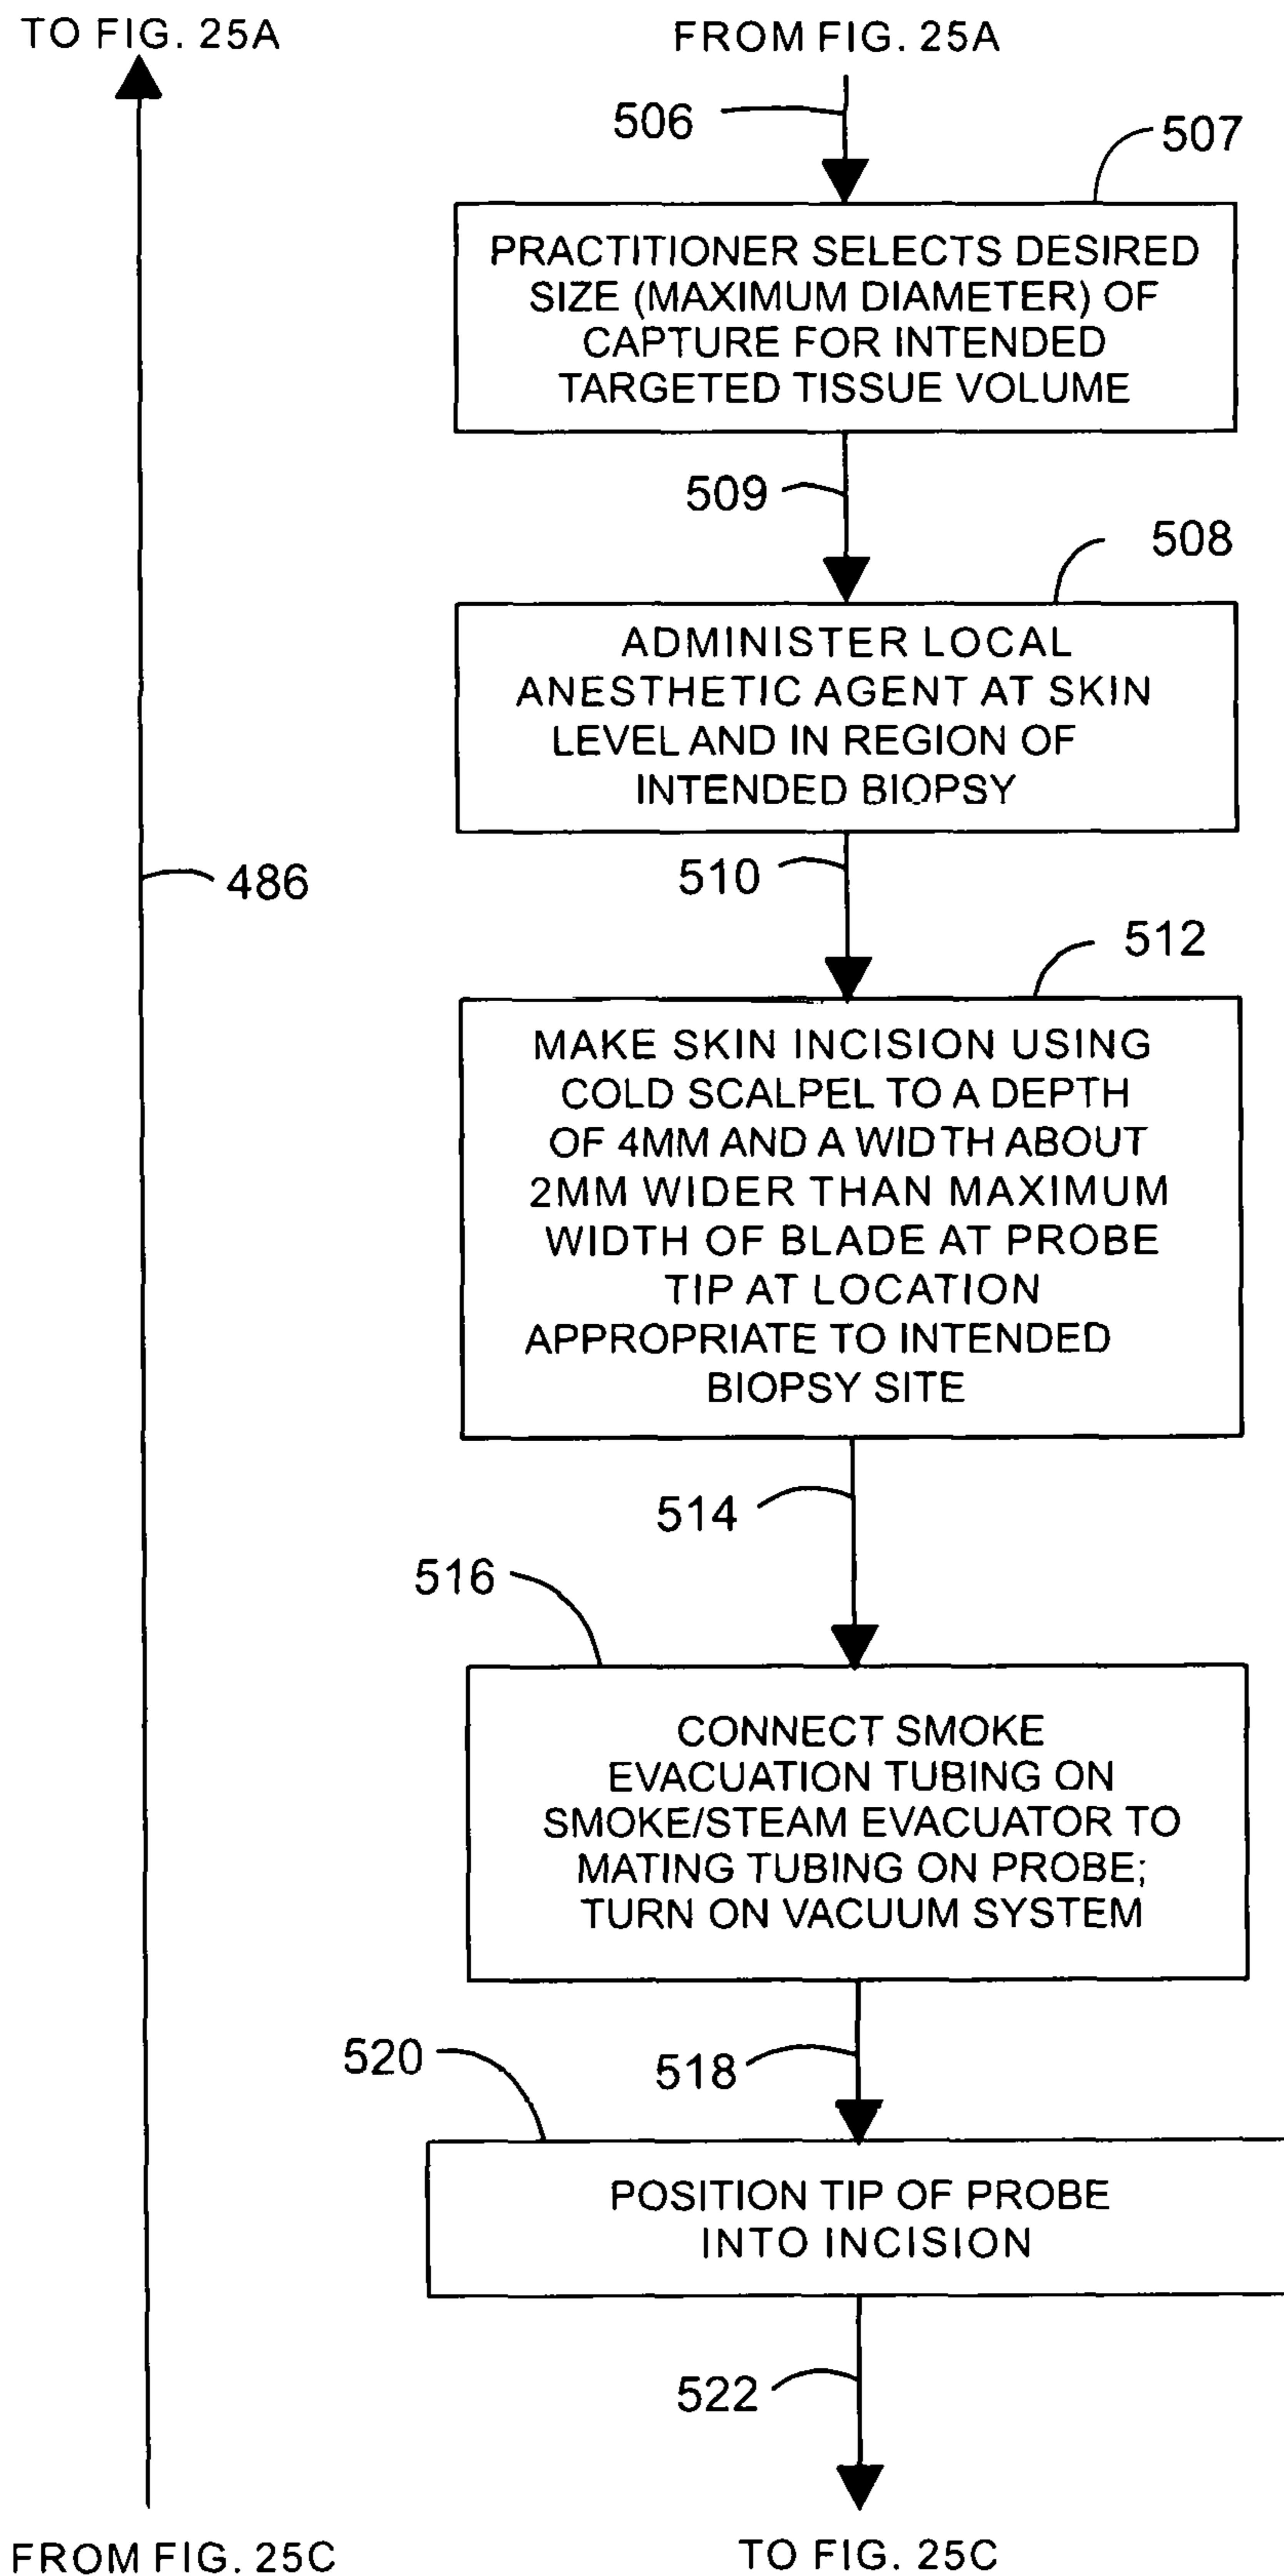 TO FIG. 25A
FROM FIG. 25A
506
507
PRACTITIONER SELECTS DESIRED
SIZE (MAXIMUM DIAMETER) OF
CAPTURE FOR INTENDED
TARGETED TISSUE VOLUME
509
508
ADMINISTER LOCAL
ANESTHETIC AGENT AT SKIN
LEVEL AND IN REGION OF
INTENDED BIOPSY
510
486
512
MAKE SKIN INCISION USING
COLD SCALPEL TO A DEPTH
OF 4MM AND A WIDTH ABOUT
2MM WIDER THAN MAXIMUM
WIDTH OF BLADE AT PROBE
TIP AT LOCATION
APPROPRIATE TO INTENDED
BIOPSY SITE
514
516
CONNECT SMOKE
EVACUATION TUBING ON
SMOKE/STEAM EVACUATOR TO
MATING TUBING ON PROBE;
TURN ON VACUUM SYSTEM
520
518
POSITION TIP OF PROBE
INTO INCISION
522
FROM FIG. 25C
TO FIG. 25C